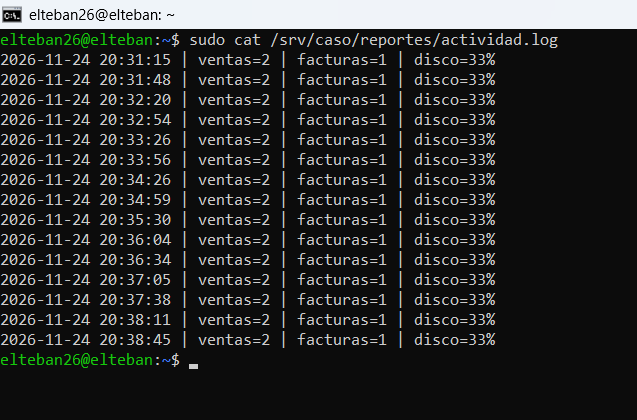 elteban26@elteban: ~
elteban26@elteban:~$ sudo cat /srv/caso/reportes/actividad.log
2026-11-24 20:31:15 | ventas=2 | facturas=1 | disco=33%
2026-11-24 20:31:48 | ventas=2 | facturas=1 | disco=33%
2026-11-24 20:32:20 | ventas=2 | facturas=1 | disco=33%
2026-11-24 20:32:54 | ventas=2 | facturas=1 | disco=33%
2026-11-24 20:33:26 | ventas=2 | facturas=1 | disco=33%
2026-11-24 20:33:56 | ventas=2 | facturas=1 | disco=33%
2026-11-24 20:34:26 | ventas=2 | facturas=1 | disco=33%
2026-11-24 20:34:59 | ventas=2 | facturas=1 | disco=33%
2026-11-24 20:35:30 | ventas=2 | facturas=1 | disco=33%
2026-11-24 20:36:04 | ventas=2 | facturas=1 | disco=33%
2026-11-24 20:36:34 | ventas=2 | facturas=1 | disco=33%
2026-11-24 20:37:05 | ventas=2 | facturas=1 | disco=33%
2026-11-24 20:37:38 | ventas=2 | facturas=1 | disco=33%
2026-11-24 20:38:11 | ventas=2 | facturas=1 | disco=33%
2026-11-24 20:38:45 | ventas=2 | facturas=1 | disco=33%
elteban26@elteban:~$